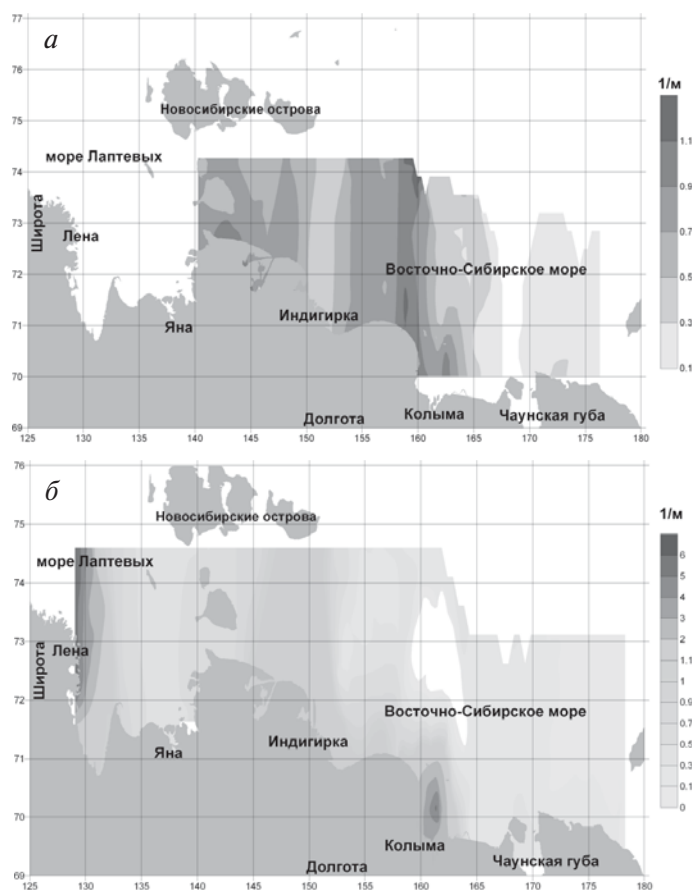 а
77
76
75
74
73
72
71
70
69
Новосибирские острова
море Лаптевых
Широта
Лена
Яна
Индигирка
Восточно-Сибирское море
Долгота
Колыма
Чаунская губа
125 130 135 140 145 150 155 160 165 170 175 180
1/м
1.1
0.9
0.7
0.5
0.3
0.1
б
76
75
74
73
72
71
70
69
Новосибирские острова
море Лаптевых
Широта
Лена
Яна
Индигирка
Восточно-Сибирское море
Колыма
Долгота
Чаунская губа
125 130 135 140 145 150 155 160 165 170 175 180
1/м
6
5
4
3
2
1.1
0.9
0.7
0.5
0.3
0.1
0